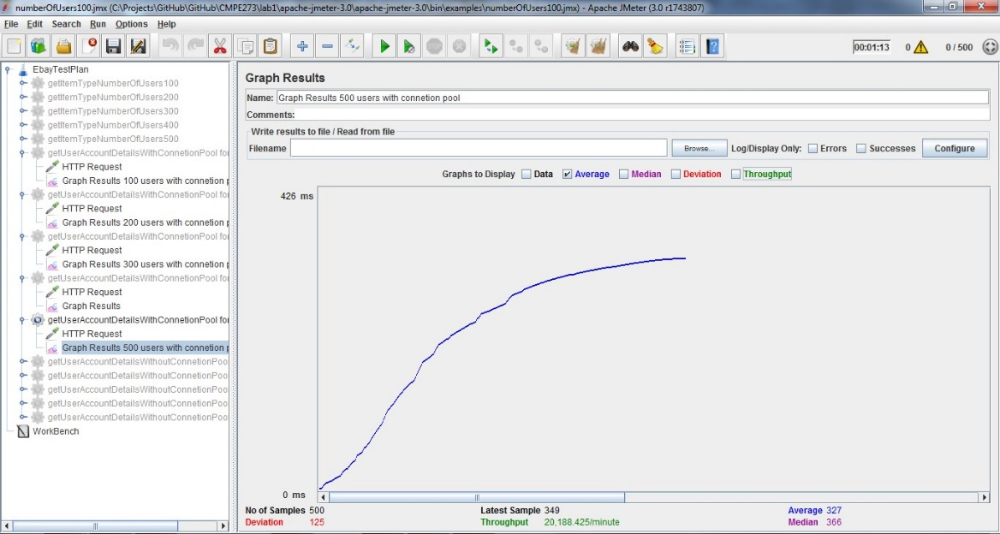 numberOfUsers100.jmx (C:\Projects\GitHub\GitHub\CMPE273\lab1\apache-jmeter-3.0\apache-jmeter-3.0\bin\examples\numberOfUsers100.jmx) - Apache JMeter (3.0 r1743807)
File Edit Search Run Options Help
00:01:13 0 0 / 500
EbayTestPlan
getItemTypeNumberOfUsers100
getItemTypeNumberOfUsers200
getItemTypeNumberOfUsers300
getItemTypeNumberOfUsers400
getItemTypeNumberOfUsers500
getUserAccountDetailsWithConnetionPool for
HTTP Request
Graph Results 100 users with connetion p
getUserAccountDetailsWithConnetionPool for
HTTP Request
Graph Results 200 users with connetion p
getUserAccountDetailsWithConnetionPool for
HTTP Request
Graph Results 300 users with connetion p
getUserAccountDetailsWithConnetionPool for
HTTP Request
Graph Results
getUserAccountDetailsWithConnetionPool for
HTTP Request
Graph Results 500 users with connetion p
getUserAccountDetailsWithoutConnetionPoo
getUserAccountDetailsWithoutConnetionPoo
getUserAccountDetailsWithoutConnetionPoo
getUserAccountDetailsWithoutConnetionPoo
getUserAccountDetailsWithoutConnetionPoo
WorkBench
Graph Results
Name: Graph Results 500 users with connetion pool
Comments:
Write results to file / Read from file
Filename Browse... Log/Display Only: Errors Successes Configure
Graphs to Display Data Average Median Deviation Throughput
426 ms
0 ms
No of Samples 500 Latest Sample 349 Average 327
Deviation 125 Throughput 20,188.425/minute Median 366